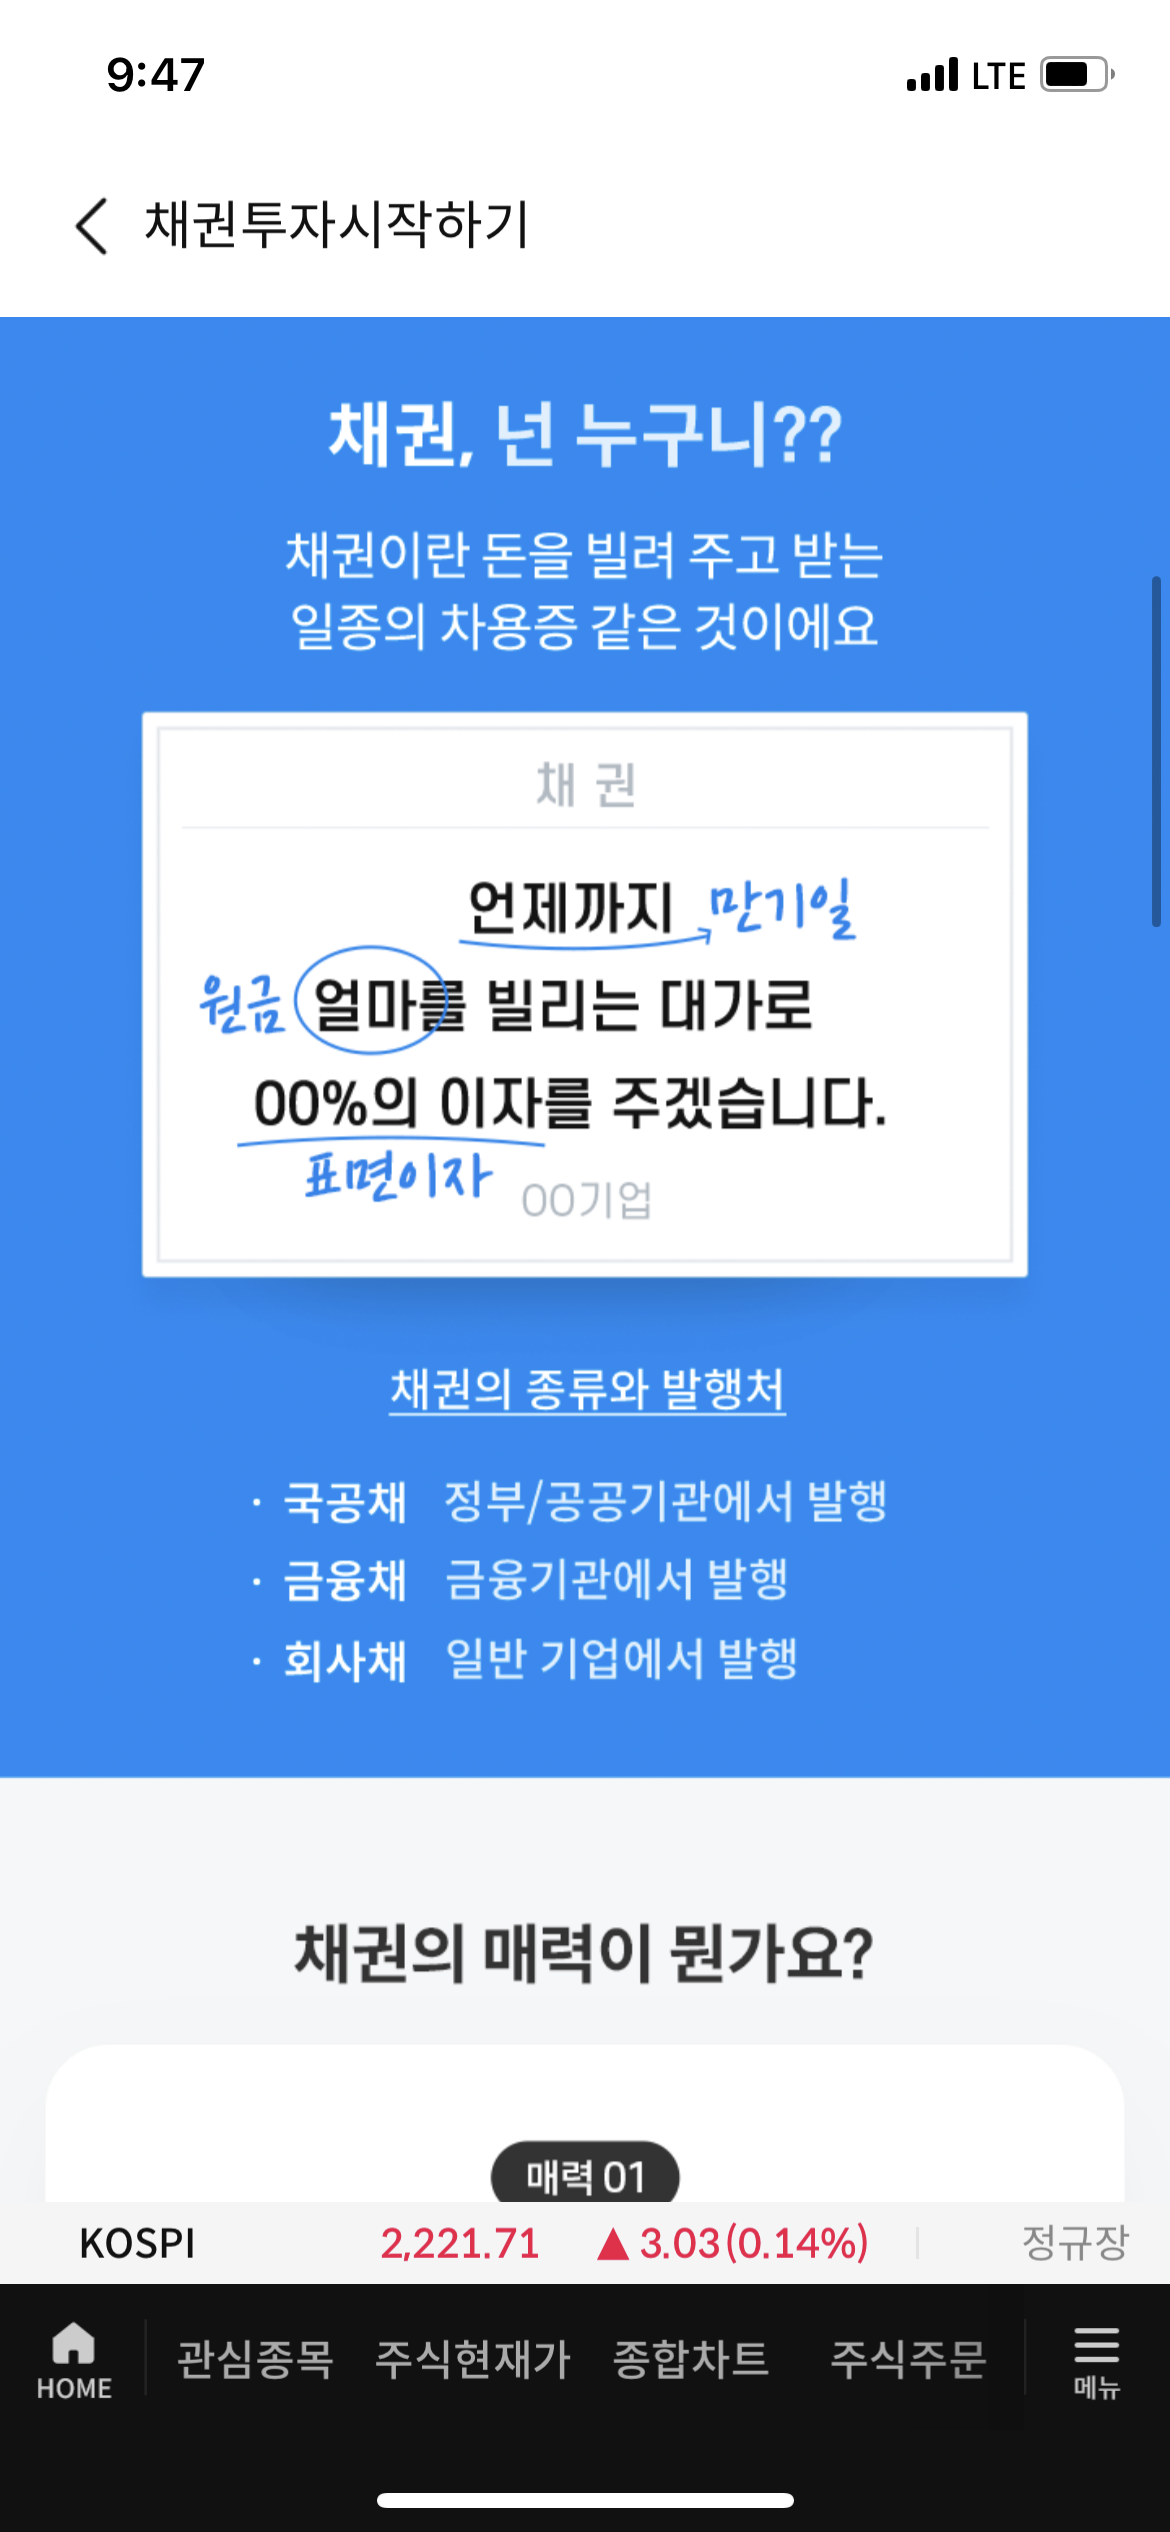 9:47
LTE
채권투자시작하기
채권, 넌 누구니??
채권이란 돈을 빌려 주고 받는
일종의 차용증 같은 것이에요
채 권
언제까지 만기일
원금 얼마를 빌리는 대가로
00%의 이자를 주겠습니다.
표면이자
00기업
채권의 종류와 발행처
· 국공채 정부/공공기관에서 발행
· 금융채 금융기관에서 발행
· 회사채 일반 기업에서 발행
채권의 매력이 뭔가요?
매력 01
KOSPI 2,221.71 ▲ 3.03(0.14%) 정규장
HOME 관심종목 주식현재가 종합차트 주식주문 메뉴